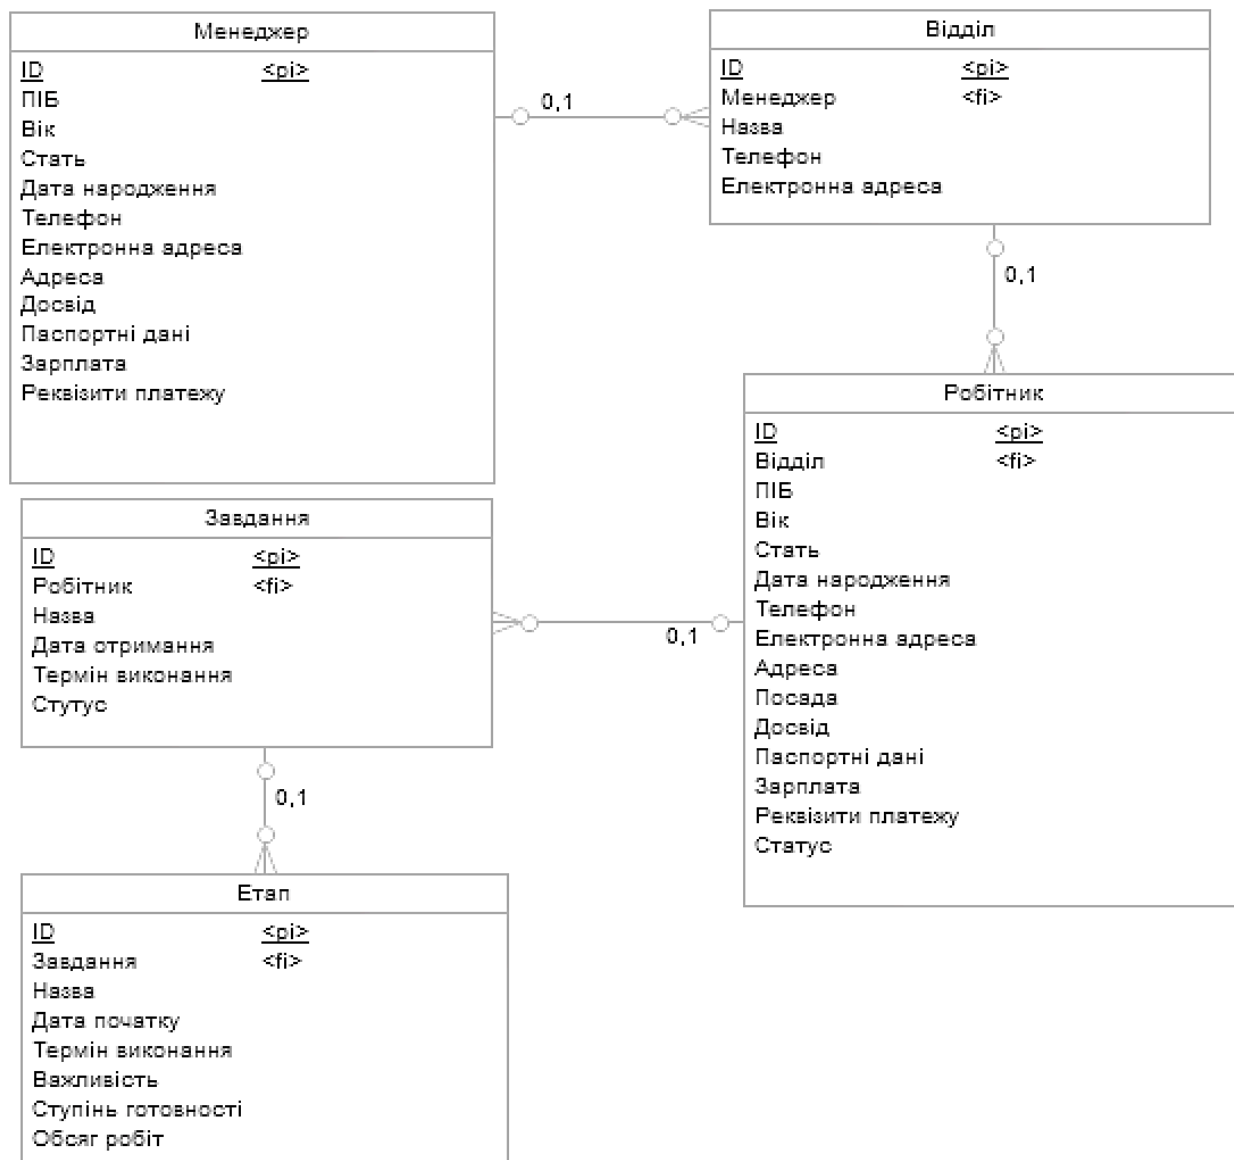 Менеджер
ID <pi>
ПІБ
Вік
Стать
Дата народження
Телефон
Електронна адреса
Адреса
Досвід
Паспортні дані
Зарплата
Реквізити платежу
0,1
Відділ
ID <pi>
Менеджер <fi>
Назва
Телефон
Електронна адреса
0,1
Робітник
ID <pi>
Відділ <fi>
ПІБ
Вік
Стать
Дата народження
Телефон
Електронна адреса
Адреса
Посада
Досвід
Паспортні дані
Зарплата
Реквізити платежу
Статус
0,1
Завдання
ID <pi>
Робітник <fi>
Назва
Дата отримання
Термін виконання
Стутус
0,1
Етап
ID <pi>
Завдання <fi>
Назва
Дата початку
Термін виконання
Важливість
Ступінь готовності
Обсяг робіт